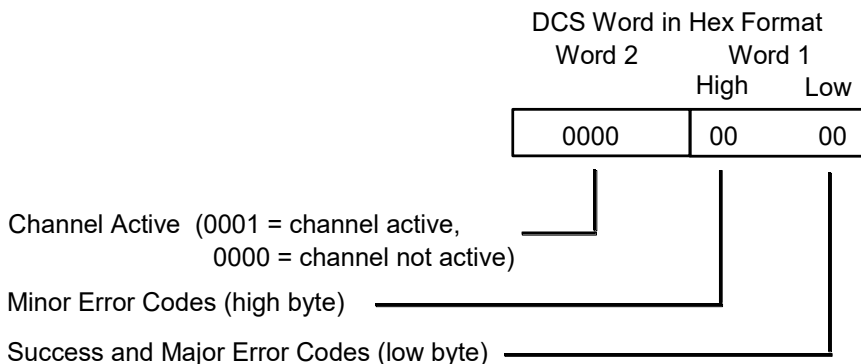 DCS Word in Hex Format
Word 2 Word 1
High Low
0000 00 00
Channel Active (0001 = channel active,
0000 = channel not active)
Minor Error Codes (high byte)
Success and Major Error Codes (low byte)